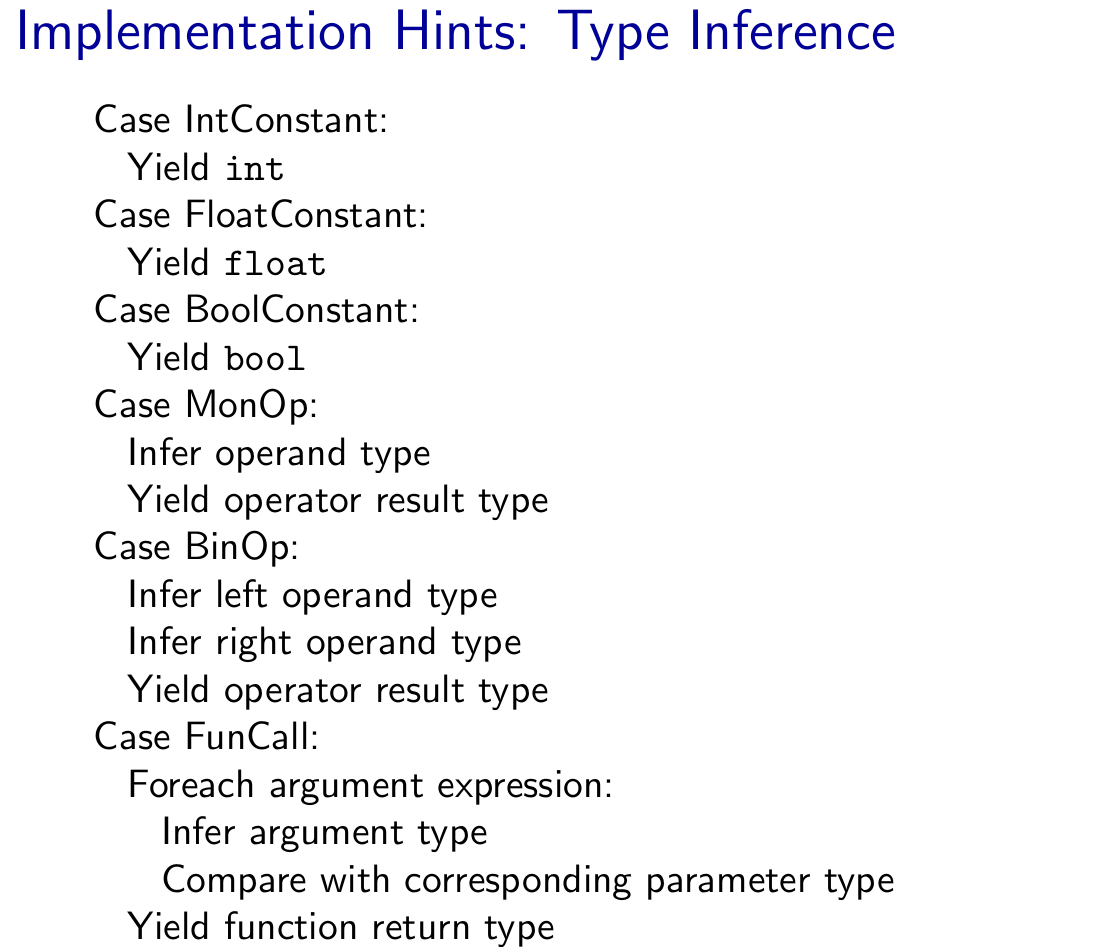 Implementation Hints: Type Inference
Case IntConstant:
Yield int
Case FloatConstant:
Yield float
Case BoolConstant:
Yield bool
Case MonOp:
Infer operand type
Yield operator result type
Case BinOp:
Infer left operand type
Infer right operand type
Yield operator result type
Case FunCall:
Foreach argument expression:
Infer argument type
Compare with corresponding parameter type
Yield function return type